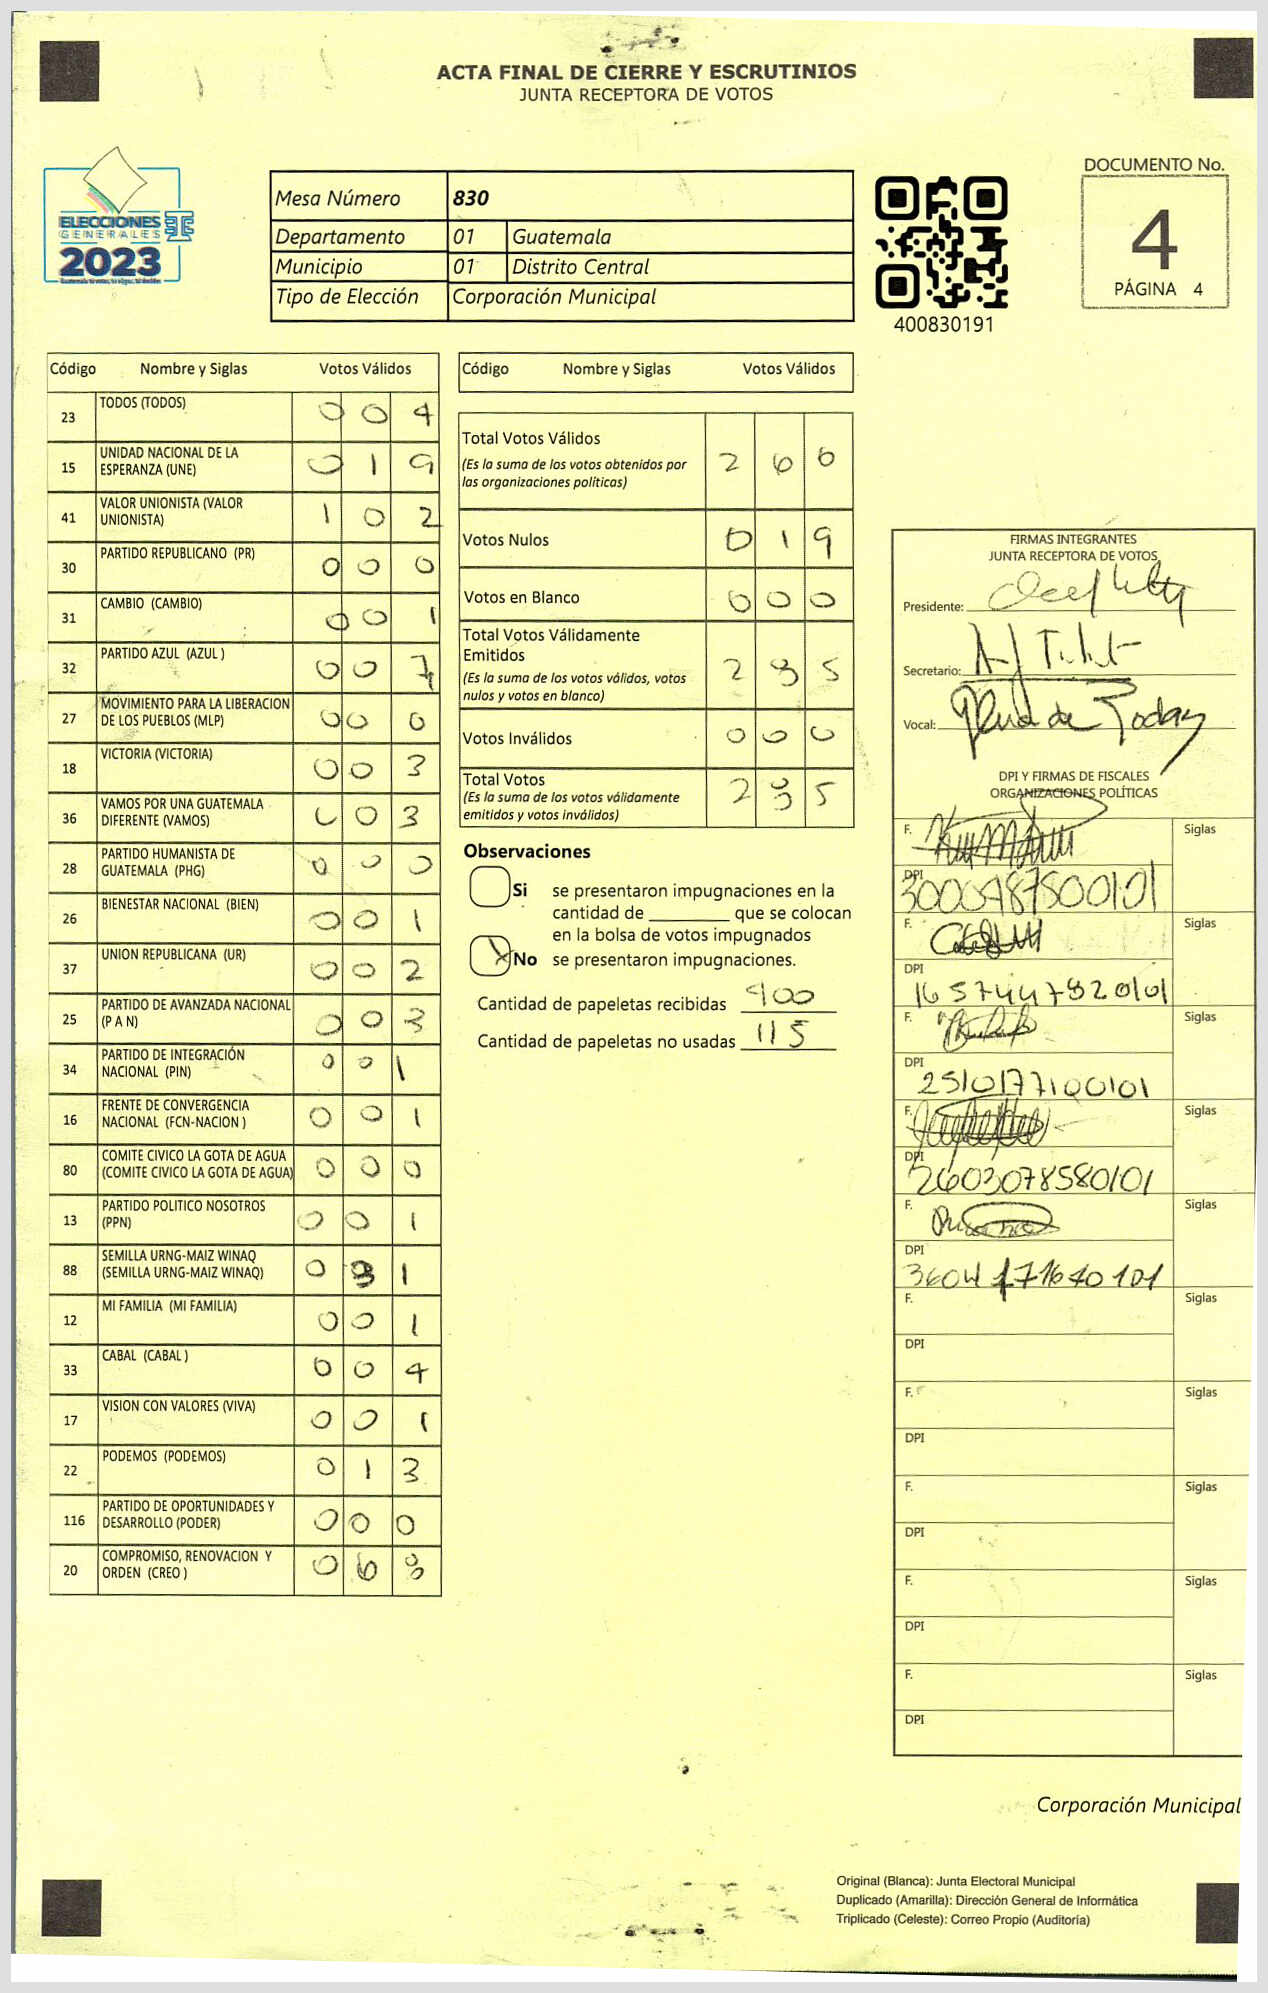 ACTA FINAL DE CIERRE Y ESCRUTINIOS
JUNTA RECEPTORA DE VOTOS
ELECCIONES
GENERALES
2023
Mesa Número 830
Departamento 01 Guatemala
Municipio 01 Distrito Central
Tipo de Elección Corporación Municipal
400830191
DOCUMENTO No.
4
PÁGINA 4
Código Nombre y Siglas Votos Válidos
23 TODOS (TODOS) 0 0 4
15 UNIDAD NACIONAL DE LA
ESPERANZA (UNE) 0 1 9
41 VALOR UNIONISTA (VALOR
UNIONISTA) 1 0 2
30 PARTIDO REPUBLICANO (PR) 0 0 0
31 CAMBIO (CAMBIO) 0 0 1
32 PARTIDO AZUL (AZUL ) 0 0 7
27 MOVIMIENTO PARA LA LIBERACION
DE LOS PUEBLOS (MLP) 0 0 0
18 VICTORIA (VICTORIA) 0 0 3
36 VAMOS POR UNA GUATEMALA
DIFERENTE (VAMOS) 0 0 3
28 PARTIDO HUMANISTA DE
GUATEMALA (PHG) 0 0 0
26 BIENESTAR NACIONAL (BIEN) 0 0 1
37 UNION REPUBLICANA (UR) 0 0 2
25 PARTIDO DE AVANZADA NACIONAL
(P A N) 0 0 3
34 PARTIDO DE INTEGRACIÓN
NACIONAL (PIN) 0 0 1
16 FRENTE DE CONVERGENCIA
NACIONAL (FCN-NACION ) 0 0 1
80 COMITE CIVICO LA GOTA DE AGUA
(COMITE CIVICO LA GOTA DE AGUA) 0 0 0
13 PARTIDO POLITICO NOSOTROS
(PPN) 0 0 1
88 SEMILLA URNG-MAIZ WINAQ
(SEMILLA URNG-MAIZ WINAQ) 0 3 1
12 MI FAMILIA (MI FAMILIA) 0 0 1
33 CABAL (CABAL ) 0 0 4
17 VISION CON VALORES (VIVA) 0 0 1
22 PODEMOS (PODEMOS) 0 1 3
116 PARTIDO DE OPORTUNIDADES Y
DESARROLLO (PODER) 0 0 0
20 COMPROMISO, RENOVACION Y
ORDEN (CREO ) 0 6 8
Código Nombre y Siglas Votos Válidos
Total Votos Válidos 2 6 6
(Es la suma de los votos obtenidos por
las organizaciones políticas)
Votos Nulos 0 1 9
Votos en Blanco 0 0 0
Total Votos Válidamente
Emitidos 2 8 5
(Es la suma de los votos válidos, votos
nulos y votos en blanco)
Votos Inválidos 0 0 0
Total Votos 2 8 5
(Es la suma de los votos válidamente
emitidos y votos inválidos)
Observaciones
Si se presentaron impugnaciones en la
cantidad de ________ que se colocan
en la bolsa de votos impugnados
No se presentaron impugnaciones.
Cantidad de papeletas recibidas 400
Cantidad de papeletas no usadas 115
FIRMAS INTEGRANTES
JUNTA RECEPTORA DE VOTOS
Presidente:
Secretario:
Vocal:
DPI Y FIRMAS DE FISCALES
ORGANIZACIONES POLÍTICAS
F. Siglas
DPI 3000787500101
F. Siglas
DPI 1657447920101
F. Siglas
DPI 2510177100101
F. Siglas
DPI 2603078580101
F. Siglas
DPI 3604171670101
F. Siglas
DPI
F. Siglas
DPI
F. Siglas
DPI
F. Siglas
DPI
F. Siglas
DPI
Corporación Municipal
Original (Blanca): Junta Electoral Municipal
Duplicado (Amarilla): Dirección General de Informática
Triplicado (Celeste): Correo Propio (Auditoría)